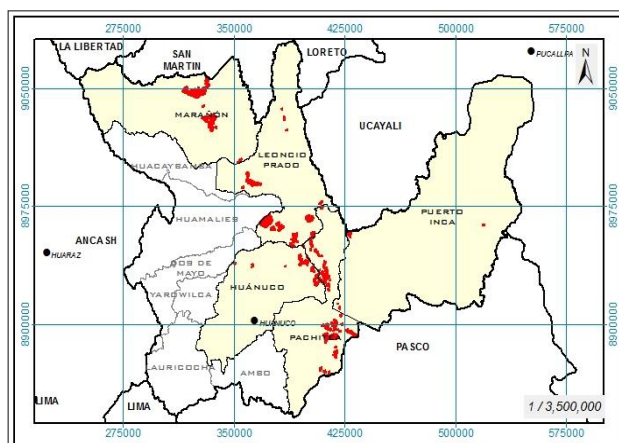 275000 350000 425000 500000 575000
LA LIBERTAD
SAN
MARTIN
LORETO
PUCALLPA
N
9050000
9050000
MARAÑON
UCAYALI
LEONCIO
PRADO
HUACAYBAMBA
8975000
8975000
HUAMALIES
PUERTO
INCA
ANCASH
HUARAZ
DOS DE
MAYO
YAROWILCA
HUÁNUCO
HUANUCO
8900000
8900000
PACHITEA
PASCO
LAURICOCHA
AMBO
LIMA
LIMA
1 / 3,500,000
275000 350000 425000 500000 575000